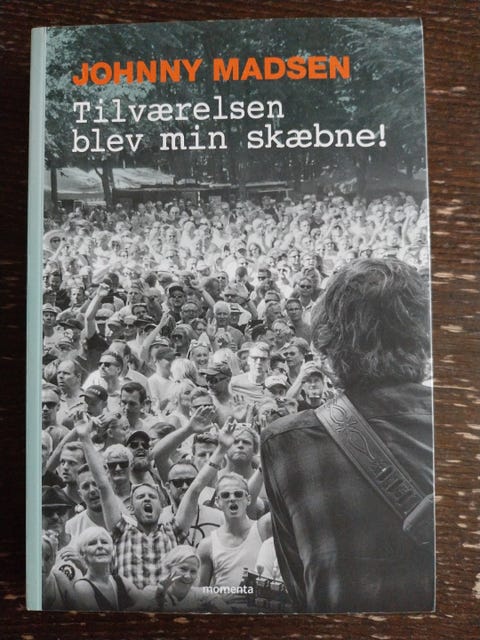 JOHNNY MADSEN
Tilværelsen
blev min skæbne!
momenta